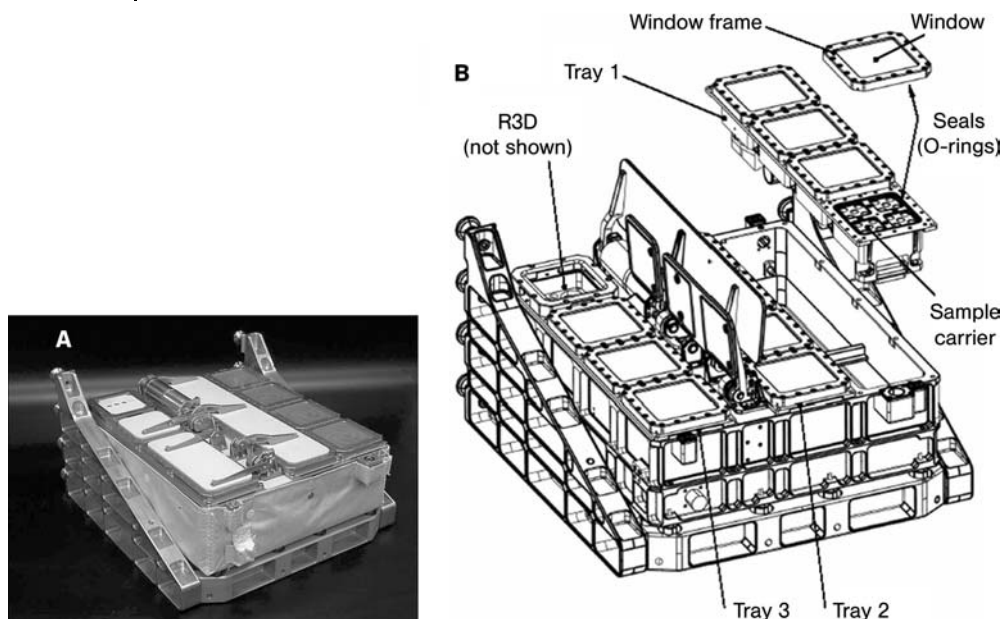 A
B
Window frame
Window
Tray 1
R3D
(not shown)
Seals
(O-rings)
Sample
carrier
Tray 3
Tray 2